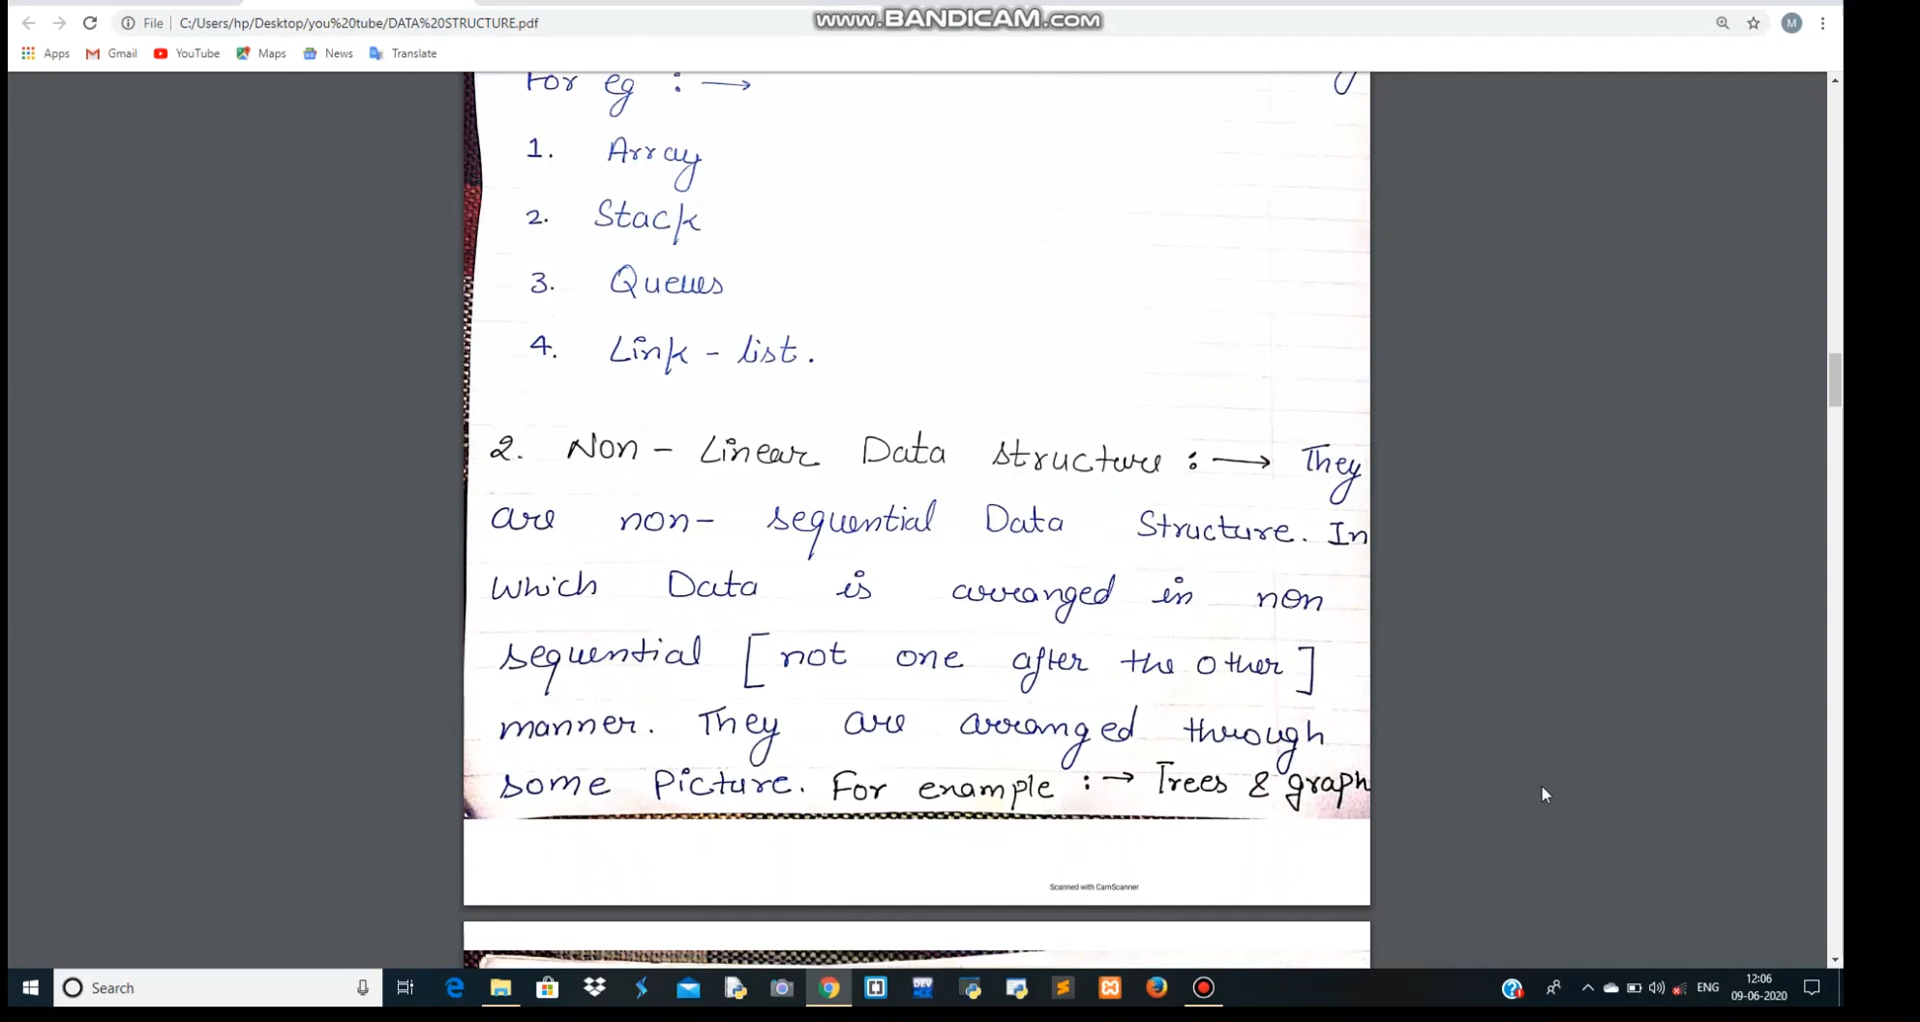 File C:/Users/hp/Desktop/you%20tube/DATA%20STRUCTURE.pdf
www.BANDICAM.com
M
Apps Gmail YouTube Maps News Translate
For eg : →
1. Array
2. Stack
3. Queues
4. Link - list.
2. Non - Linear Data structure : → They
are non- sequential Data Structure. In
which Data is arranged in non
sequential [not one after the other]
manner. They are arranged through
some Picture. For example : → Trees & graph
Scanned with CamScanner
Search
DEV
ENG
12:06
09-06-2020